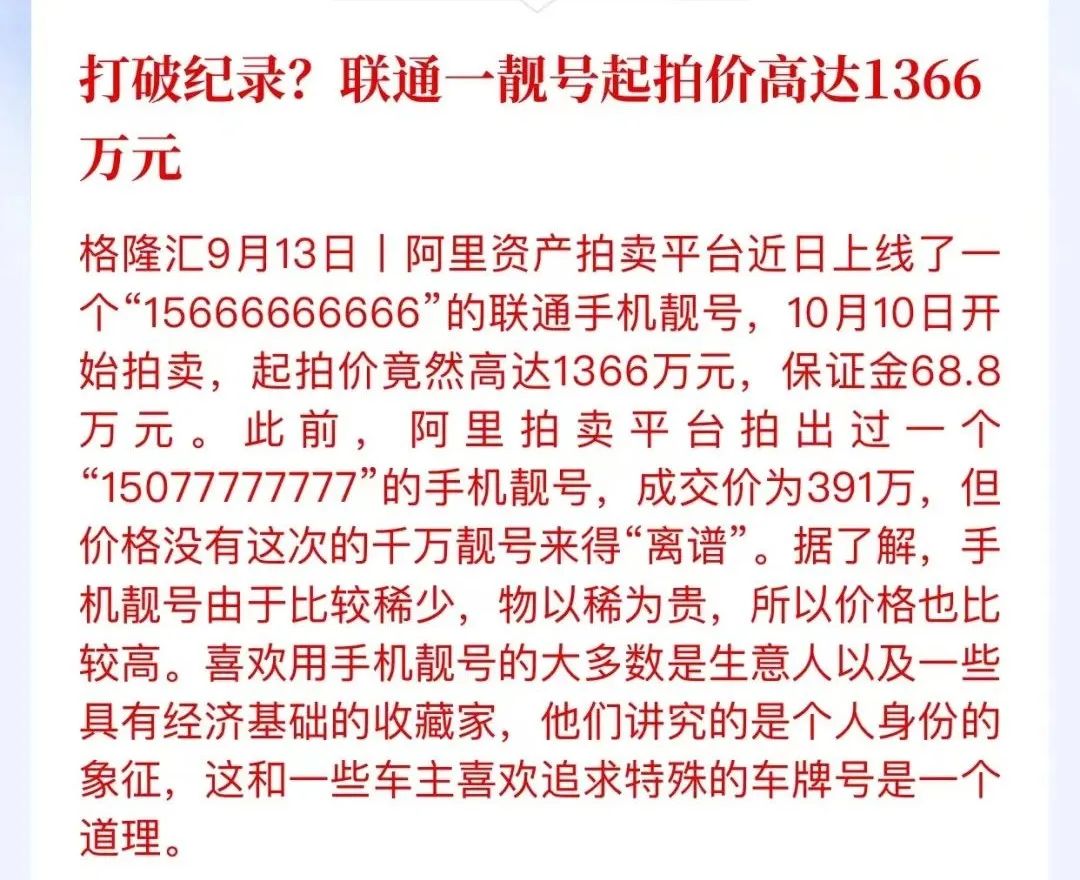 打破纪录？联通一靓号起拍价高达1366
万元
格隆汇9月13日丨阿里资产拍卖平台近日上线了一
个“15666666666”的联通手机靓号，10月10日开
始拍卖，起拍价竟然高达1366万元，保证金68.8
万元。此前，阿里拍卖平台拍出过一个
“15077777777”的手机靓号，成交价为391万，但
价格没有这次的千万靓号来得“离谱”。据了解，手
机靓号由于比较稀少，物以稀为贵，所以价格也比
较高。喜欢用手机靓号的大多数是生意人以及一些
具有经济基础的收藏家，他们讲究的是个人身份的
象征，这和一些车主喜欢追求特殊的车牌号是一个
道理。